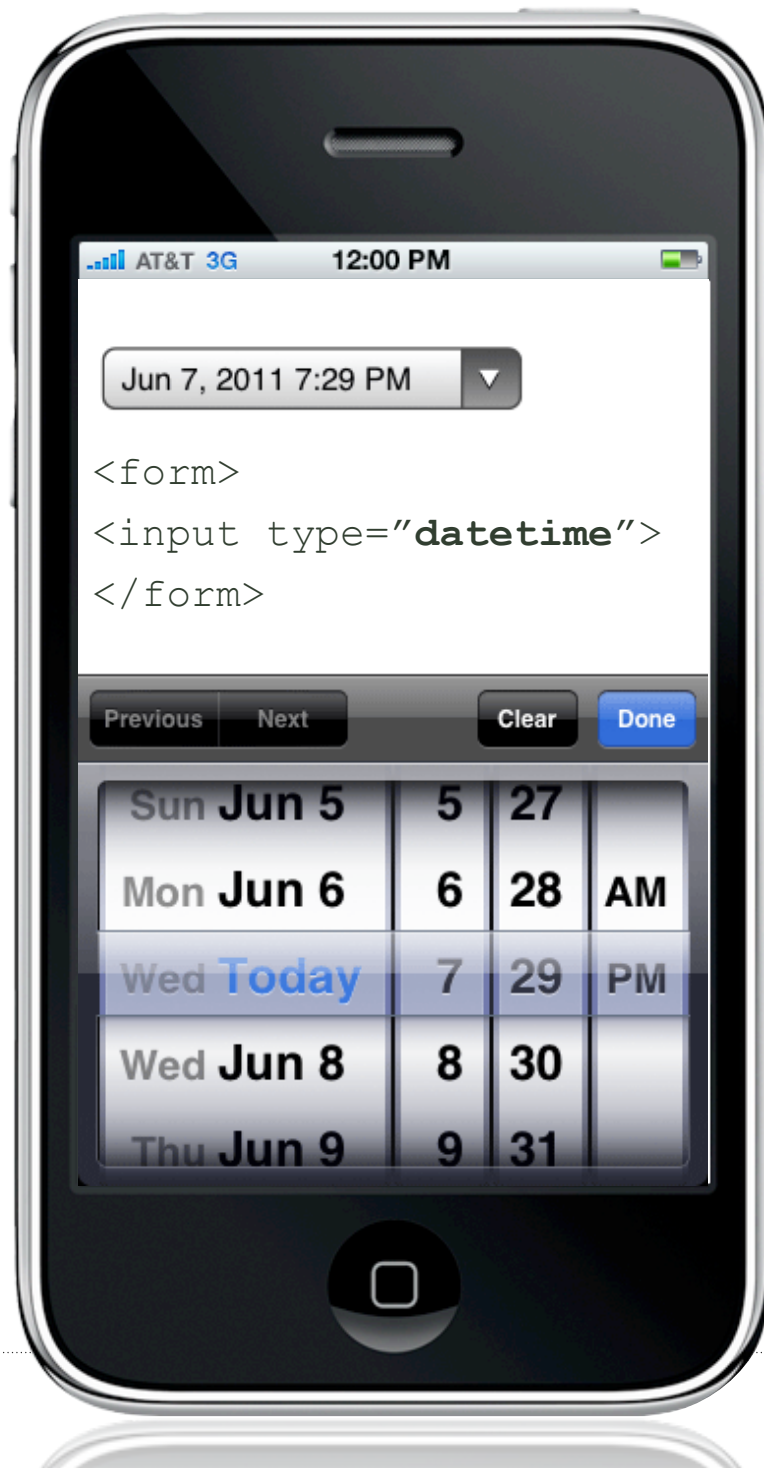 AT&T 3G 12:00 PM
Jun 7, 2011 7:29 PM
<form>
<input type=”datetime”>
</form>
Previous Next Clear Done
Sun Jun 5 5 27
Mon Jun 6 6 28 AM
Wed Today 7 29 PM
Wed Jun 8 8 30
Thu Jun 9 9 31